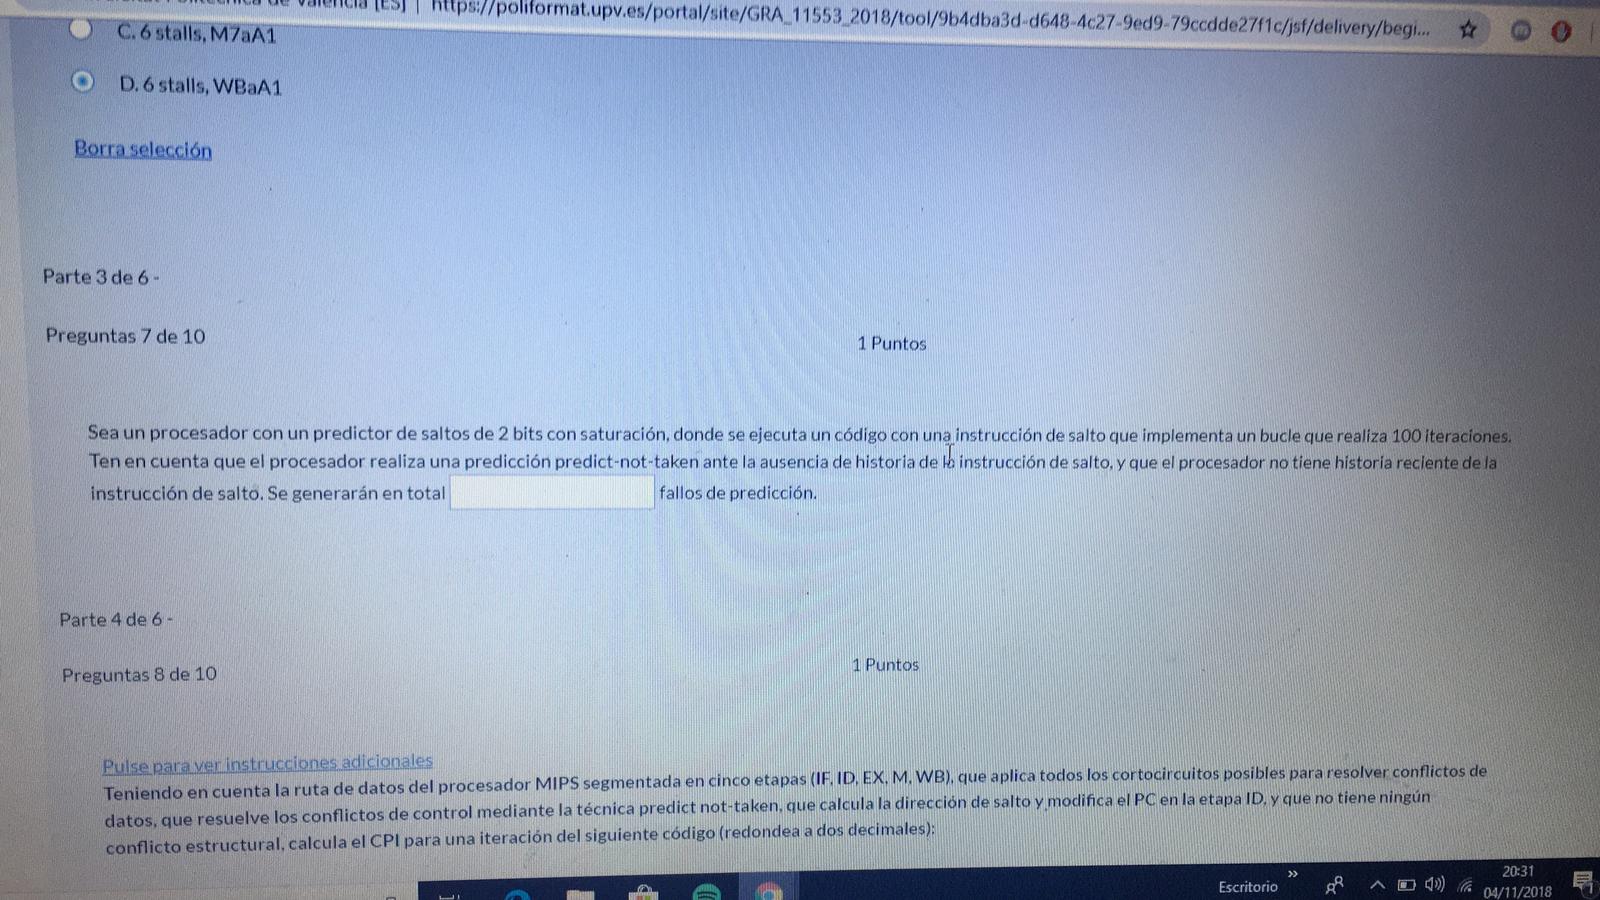 Valencia [ES] | https://poliformat.upv.es/portal/site/GRA_11553_2018/tool/9b4dba3d-d648-4c27-9ed9-79ccdde27f1c/jsf/delivery/begi...
C. 6 stalls, M7aA1
D. 6 stalls, WBaA1
Borra selección
Parte 3 de 6 -
Preguntas 7 de 10
1 Puntos
Sea un procesador con un predictor de saltos de 2 bits con saturación, donde se ejecuta un código con una instrucción de salto que implementa un bucle que realiza 100 iteraciones.
Ten en cuenta que el procesador realiza una predicción predict-not-taken ante la ausencia de historia de la instrucción de salto, y que el procesador no tiene historia reciente de la
instrucción de salto. Se generarán en total fallos de predicción.
Parte 4 de 6 -
Preguntas 8 de 10
1 Puntos
Pulse para ver instrucciones adicionales
Teniendo en cuenta la ruta de datos del procesador MIPS segmentada en cinco etapas (IF, ID, EX, M, WB), que aplica todos los cortocircuitos posibles para resolver conflictos de
datos, que resuelve los conflictos de control mediante la técnica predict not-taken, que calcula la dirección de salto y modifica el PC en la etapa ID, y que no tiene ningún
conflicto estructural, calcula el CPI para una iteración del siguiente código (redondea a dos decimales):
Escritorio
20:31
04/11/2018